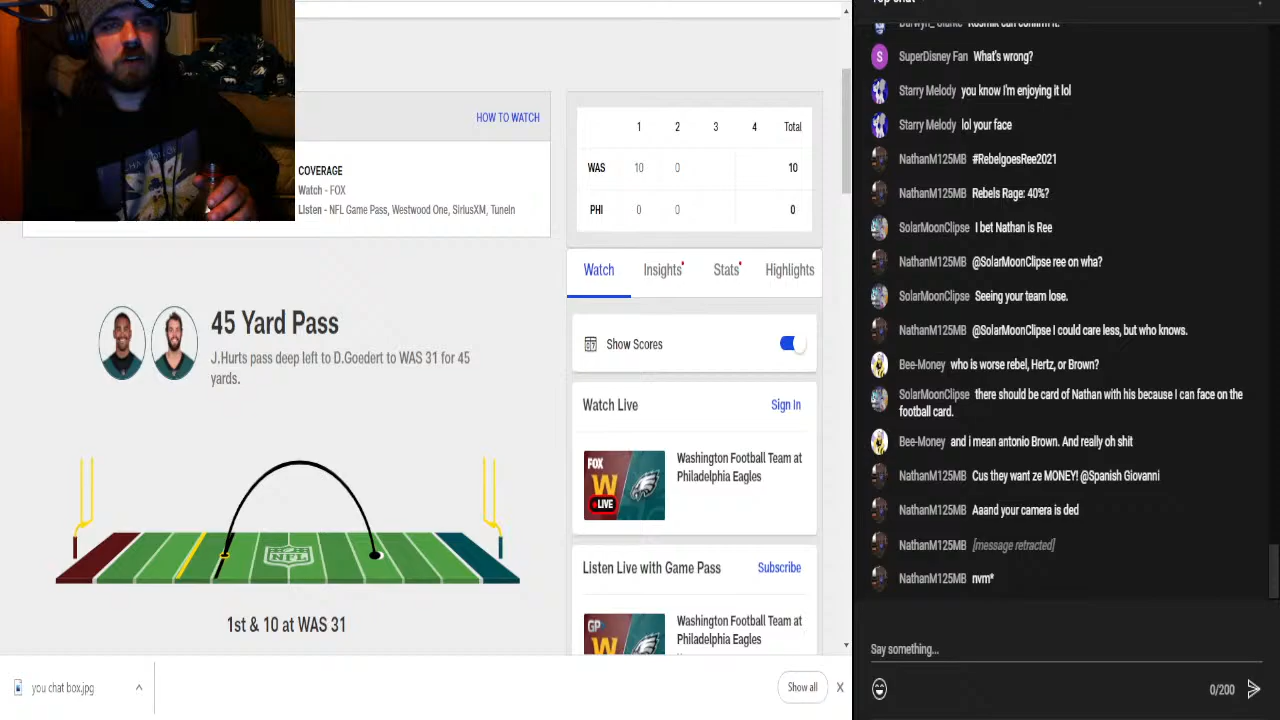 HOW TO WATCH
COVERAGE
Watch - FOX
Listen - NFL Game Pass, Westwood One, SiriusXM, TuneIn
45 Yard Pass
J.Hurts pass deep left to D.Goedert to WAS 31 for 45
yards.
NFL
1st & 10 at WAS 31
1 2 3 4 Total
WAS 10 0 10
PHI 0 0 0
Watch Insights Stats Highlights
Show Scores
Watch Live Sign In
FOX
W
LIVE
Washington Football Team at
Philadelphia Eagles
Listen Live with Game Pass Subscribe
GP
W
Washington Football Team at
Philadelphia Eagles
you chat box.jpg
Show all X
SuperDisney Fan What's wrong?
S
Starry Melody you know I'm enjoying it lol
Starry Melody lol your face
NathanM125MB #RebelgoesRee2021
NathanM125MB Rebels Rage: 40%?
SolarMoonClipse I bet Nathan is Ree
NathanM125MB @SolarMoonClipse ree on wha?
SolarMoonClipse Seeing your team lose.
NathanM125MB @SolarMoonClipse I could care less, but who knows.
Bee-Money who is worse rebel, Hertz, or Brown?
SolarMoonClipse there should be card of Nathan with his because I can face on the
football card.
Bee-Money and i mean antonio Brown. And really oh shit
NathanM125MB Cus they want ze MONEY! @Spanish Giovanni
NathanM125MB Aaand your camera is ded
NathanM125MB [message retracted]
NathanM125MB nvm*
Say something...
0/200